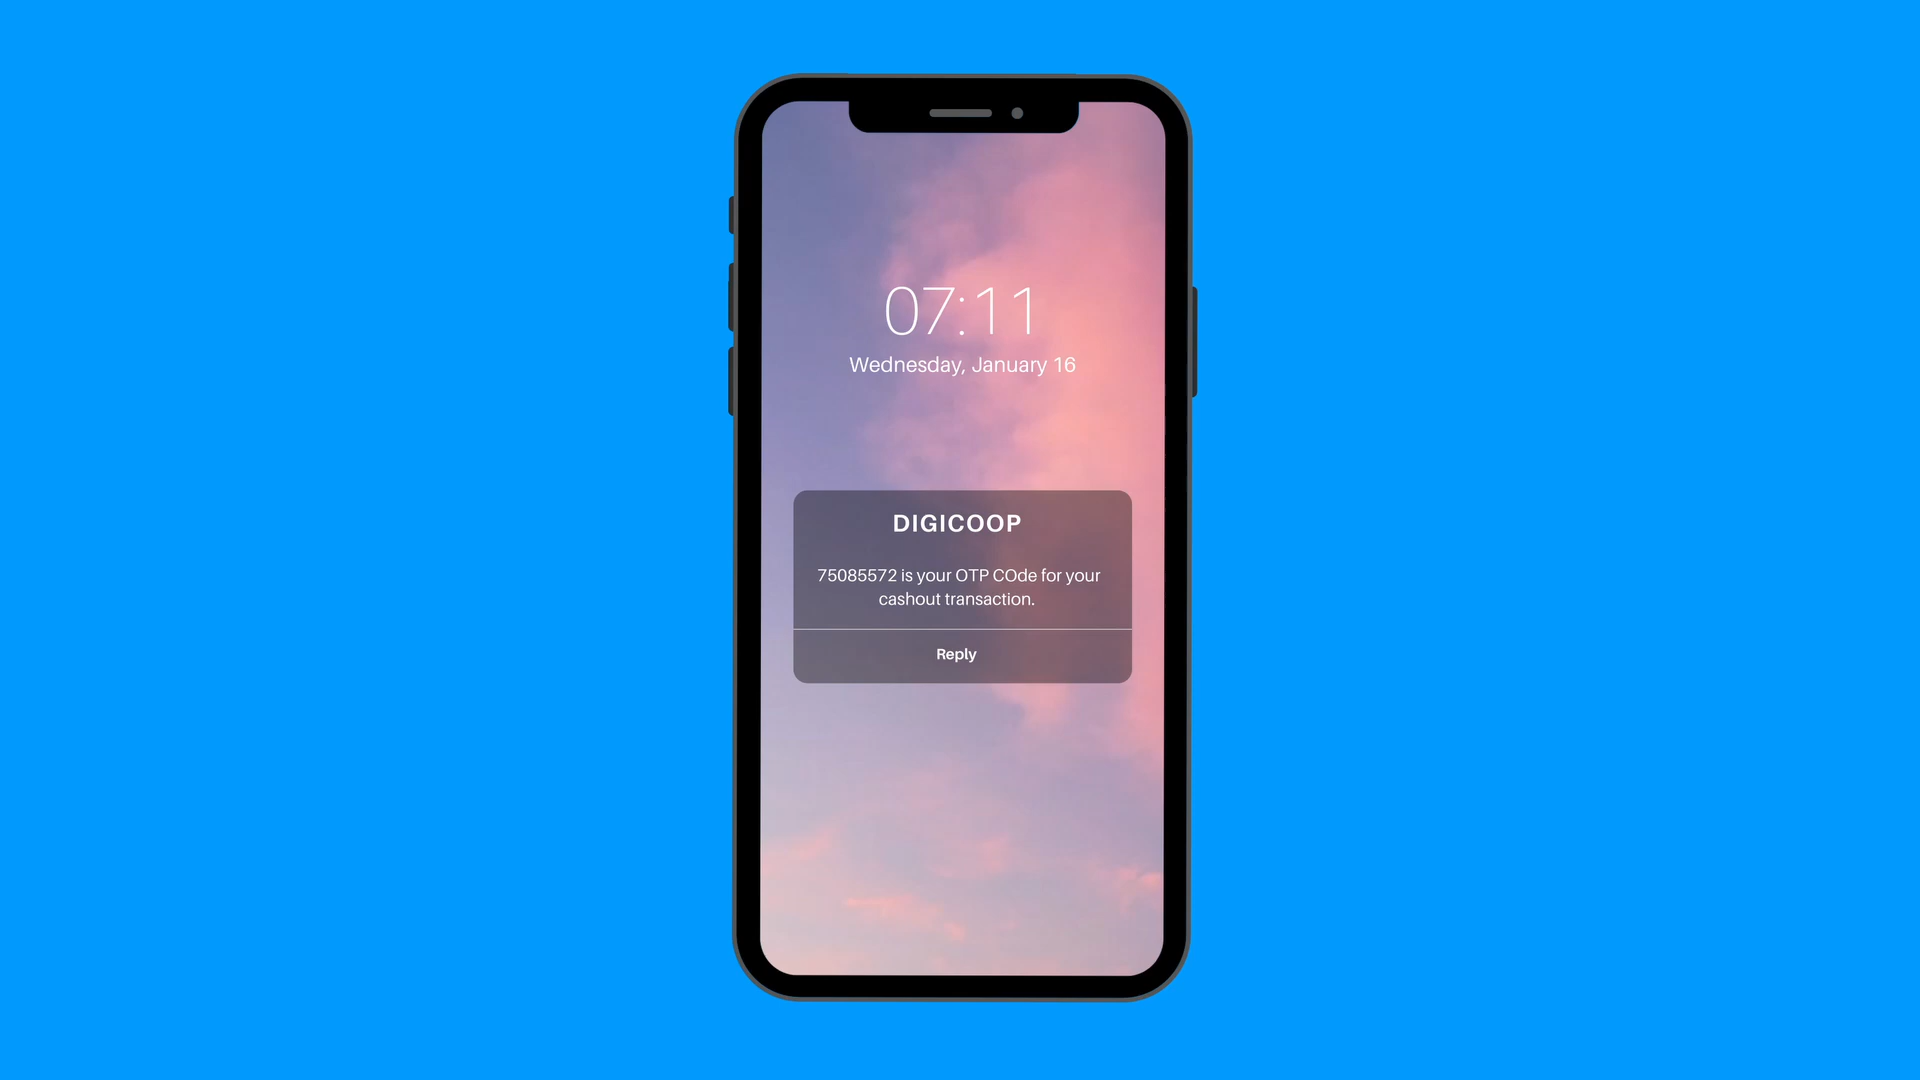 07:11
Wednesday, January 16
DIGICOOP
75085572 is your OTP COde for your
cashout transaction.
Reply